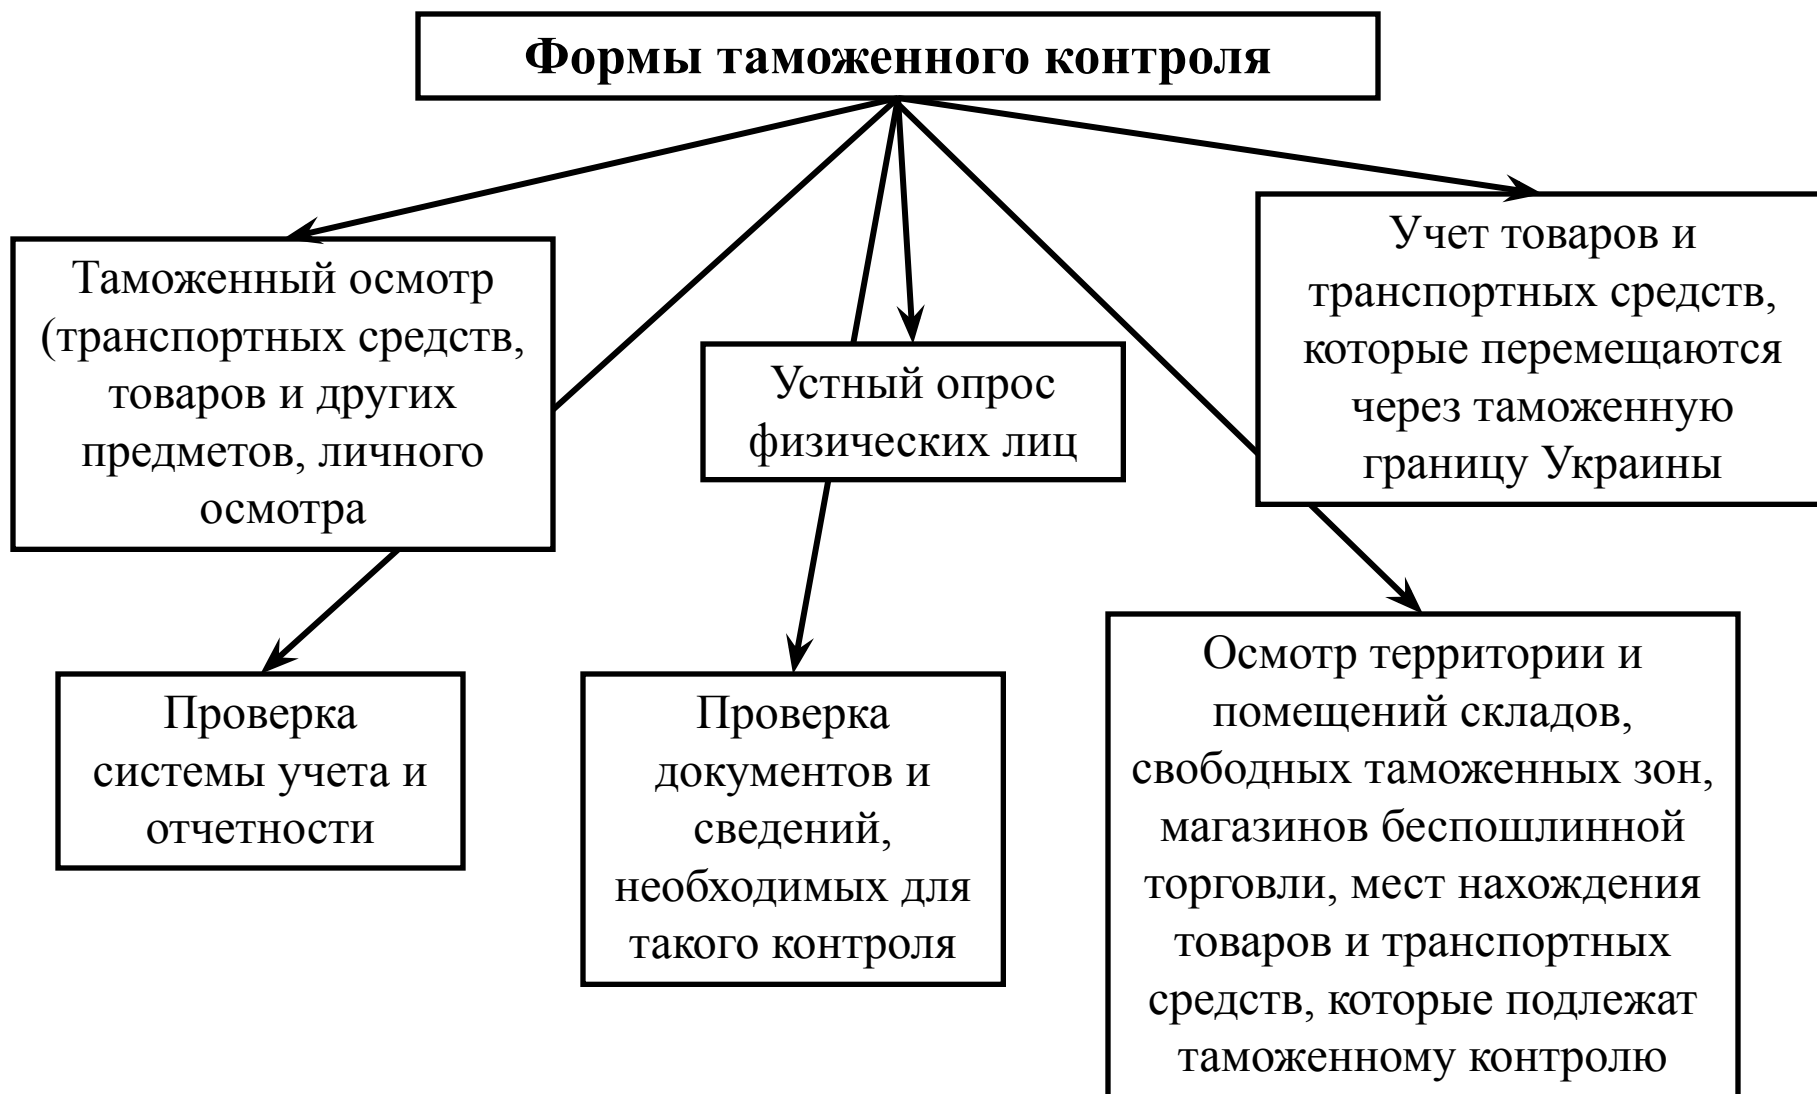 Формы таможенного контроля
Таможенный осмотр
(транспортных средств,
товаров и других
предметов, личного
осмотра
Устный опрос
физических лиц
Учет товаров и
транспортных средств,
которые перемещаются
через таможенную
границу Украины
Проверка
системы учета и
отчетности
Проверка
документов и
сведений,
необходимых для
такого контроля
Осмотр территории и
помещений складов,
свободных таможенных зон,
магазинов беспошлинной
торговли, мест нахождения
товаров и транспортных
средств, которые подлежат
таможенному контролю